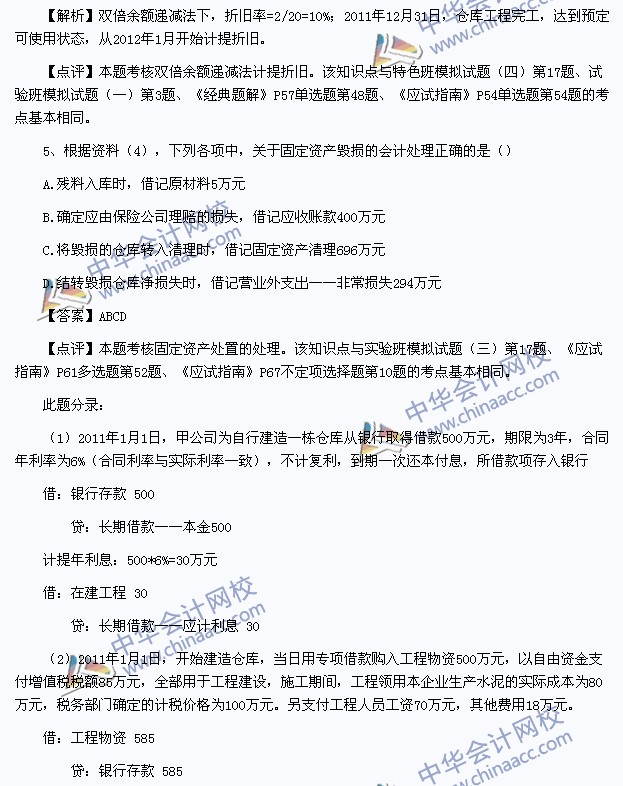 【解析】双倍余额递减法下，折旧率=2/20=10%；2011年12月31日，仓库工程完工，达到预定
可使用状态，从2012年1月开始计提折旧。
【点评】本题考核双倍余额递减法计提折旧。该知识点与特色班模拟试题（四）第17题、试
验班模拟试题（一）第3题、《经典题解》P57单选题第48题、《应试指南》P54单选题第54题的考
点基本相同。
5、根据资料（4），下列各项中，关于固定资产毁损的会计处理正确的是（）
A.残料入库时，借记原材料5万元
B.确定应由保险公司理赔的损失，借记应收账款400万元
C.将毁损的仓库转入清理时，借记固定资产清理696万元
D.结转毁损仓库净损失时，借记营业外支出——非常损失294万元
【答案】ABCD
【点评】本题考核固定资产处置的处理。该知识点与实验班模拟试题（三）第17题、《应试
指南》P61多选题第52题、《应试指南》P67不定项选择题第10题的考点基本相同。
此题分录：
（1）2011年1月1日，甲公司为自行建造一栋仓库从银行取得借款500万元，期限为3年，合同
年利率为6%（合同利率与实际利率一致），不计复利，到期一次还本付息，所借款项存入银行
借：银行存款 500
贷：长期借款——本金500
计提年利息：500*6%=30万元
借：在建工程 30
贷：长期借款——应计利息 30
（2）2011年1月1日，开始建造仓库，当日用专项借款购入工程物资500万元，以自由资金支
付增值税税额85万元，全部用于工程建设，施工期间，工程领用本企业生产水泥的实际成本为80
万元，税务部门确定的计税价格为100万元。另支付工程人员工资70万元，其他费用18万元。
借：工程物资 585
贷：银行存款 585
中华会计网校
www.chinaacc.com
中华会计网校
www.chinaacc.com
中华会计网校
www.chinaacc.com
中华会计网校
www.chinaacc.com
中华会计网校
www.chinaacc.com